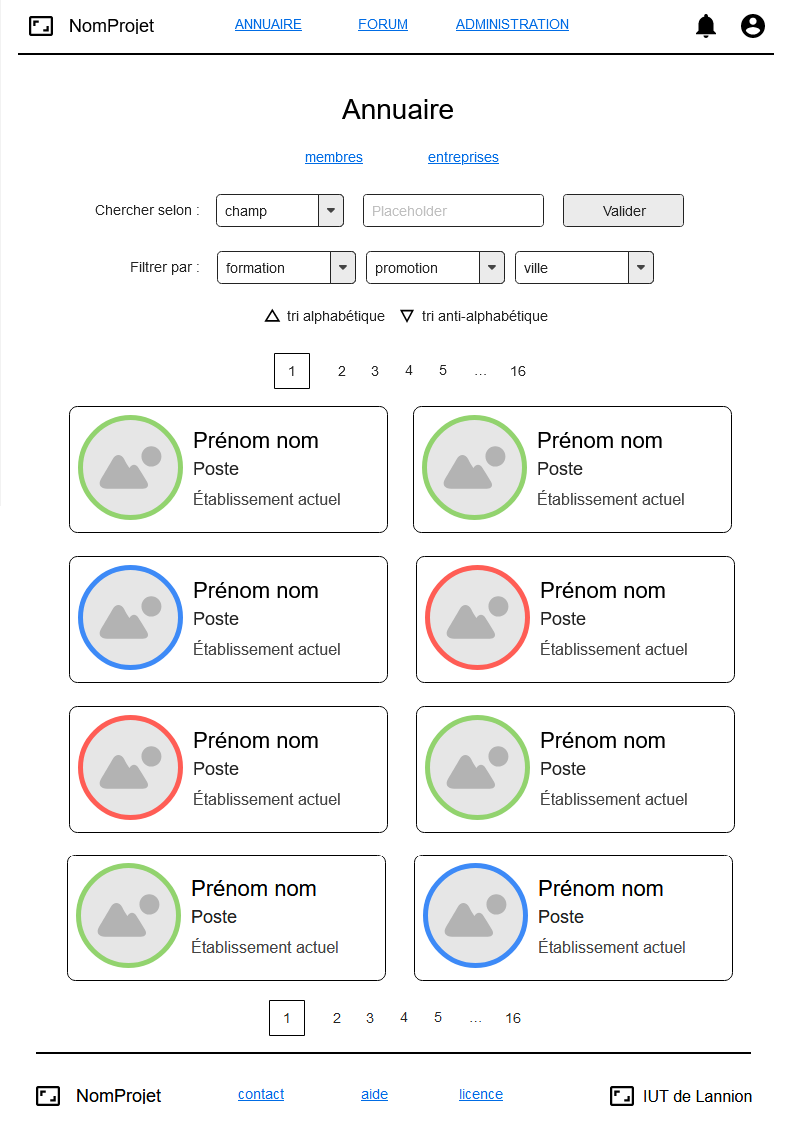 NomProjet ANNUAIRE FORUM ADMINISTRATION
Annuaire
membres entreprises
Chercher selon : champ Placeholder Valider
Filtrer par : formation promotion ville
tri alphabétique tri anti-alphabétique
1 2 3 4 5 ... 16
Prénom nom
Poste
Établissement actuel
Prénom nom
Poste
Établissement actuel
Prénom nom
Poste
Établissement actuel
Prénom nom
Poste
Établissement actuel
Prénom nom
Poste
Établissement actuel
Prénom nom
Poste
Établissement actuel
Prénom nom
Poste
Établissement actuel
Prénom nom
Poste
Établissement actuel
1 2 3 4 5 ... 16
NomProjet contact aide licence IUT de Lannion